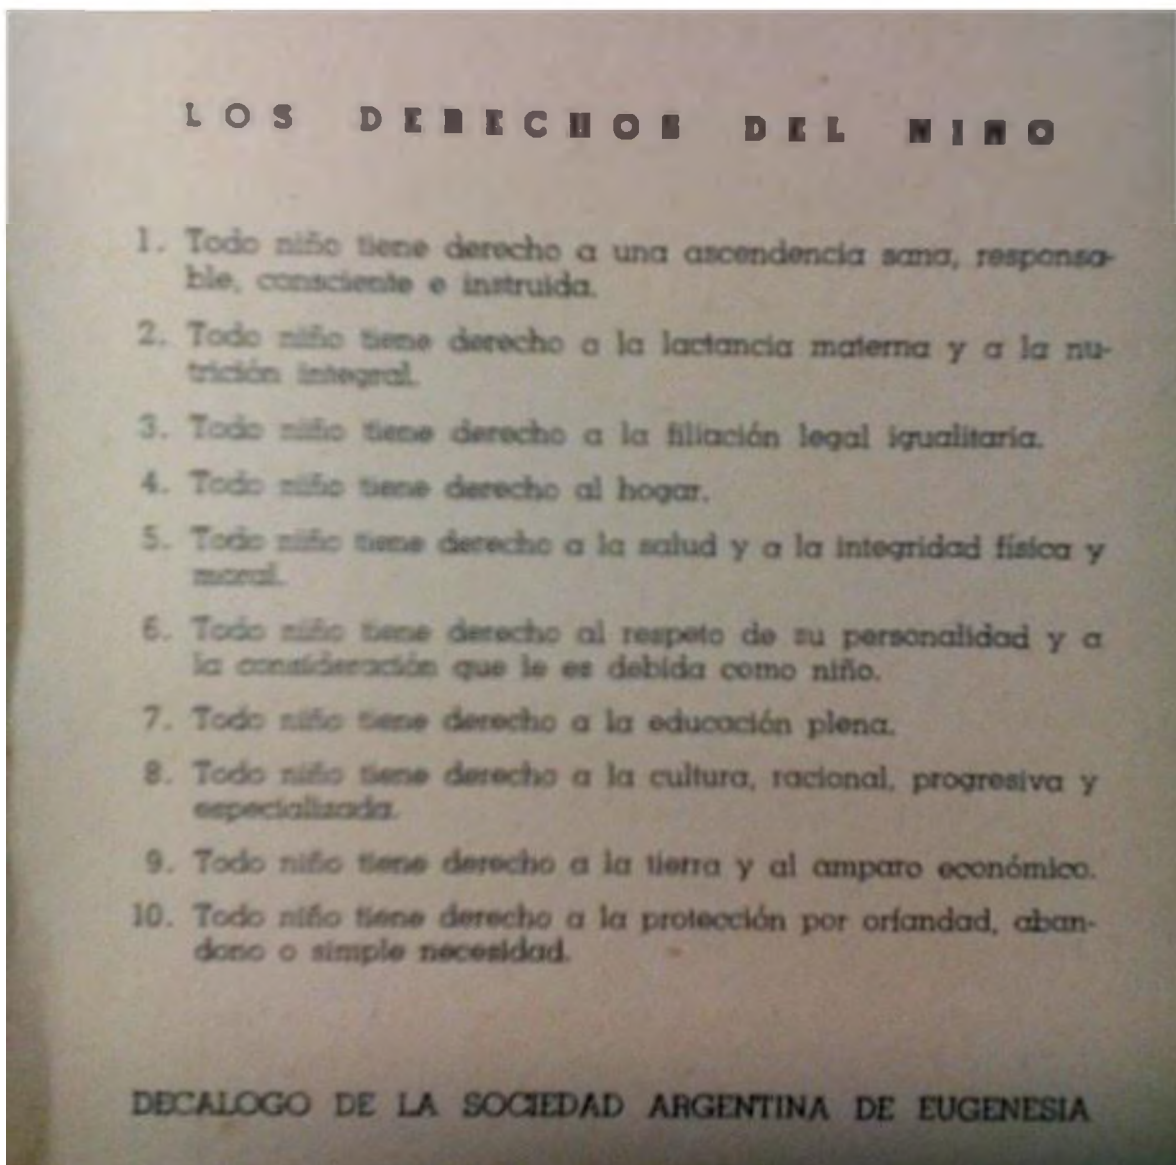 LOS DERECHOS DEL NIÑO
1. Todo niño tiene derecho a una ascendencia sana, responsa-
ble, consciente e instruida.
2. Todo niño tiene derecho a la lactancia materna y a la nu-
trición integral.
3. Todo niño tiene derecho a la filiación legal igualitaria.
4. Todo niño tiene derecho al hogar.
5. Todo niño tiene derecho a la salud y a la integridad física y
moral.
6. Todo niño tiene derecho al respeto de su personalidad y a
la consideración que le es debida como niño.
7. Todo niño tiene derecho a la educación plena.
8. Todo niño tiene derecho a la cultura, racional, progresiva y
especializada.
9. Todo niño tiene derecho a la tierra y al amparo económico.
10. Todo niño tiene derecho a la protección por orfandad, aban-
dono o simple necesidad.
DECALOGO DE LA SOCIEDAD ARGENTINA DE EUGENESIA